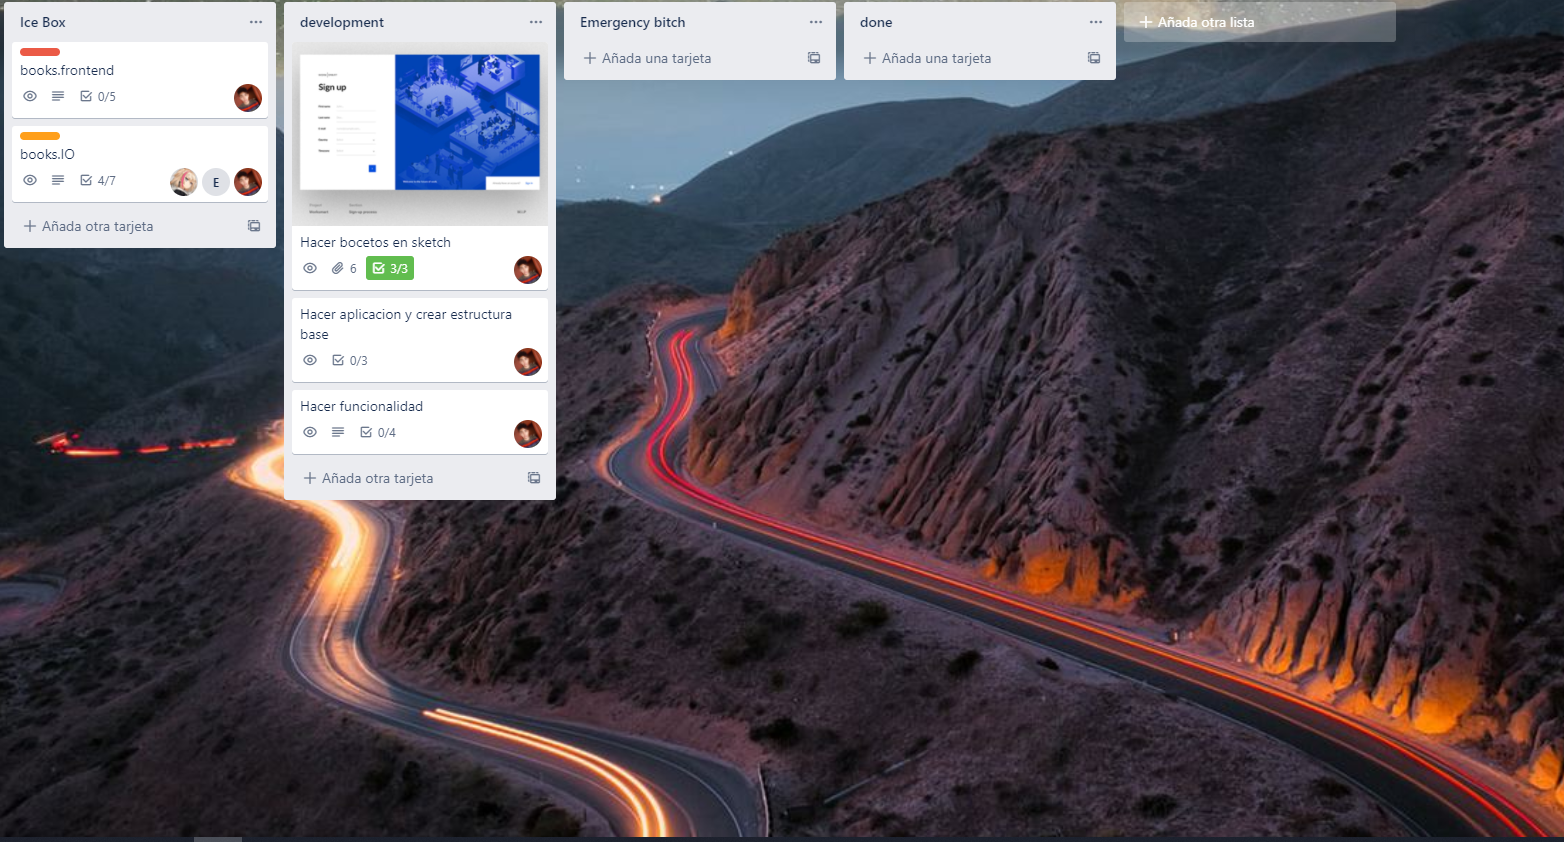 Ice Box
books.frontend
0/5
books.IO
4/7
E
Añada otra tarjeta
development
Sign up
Hacer bocetos en sketch
6
3/3
Hacer aplicacion y crear estructura
base
0/3
Hacer funcionalidad
0/4
Añada otra tarjeta
Emergency bitch
Añada una tarjeta
done
Añada una tarjeta
Añada otra lista